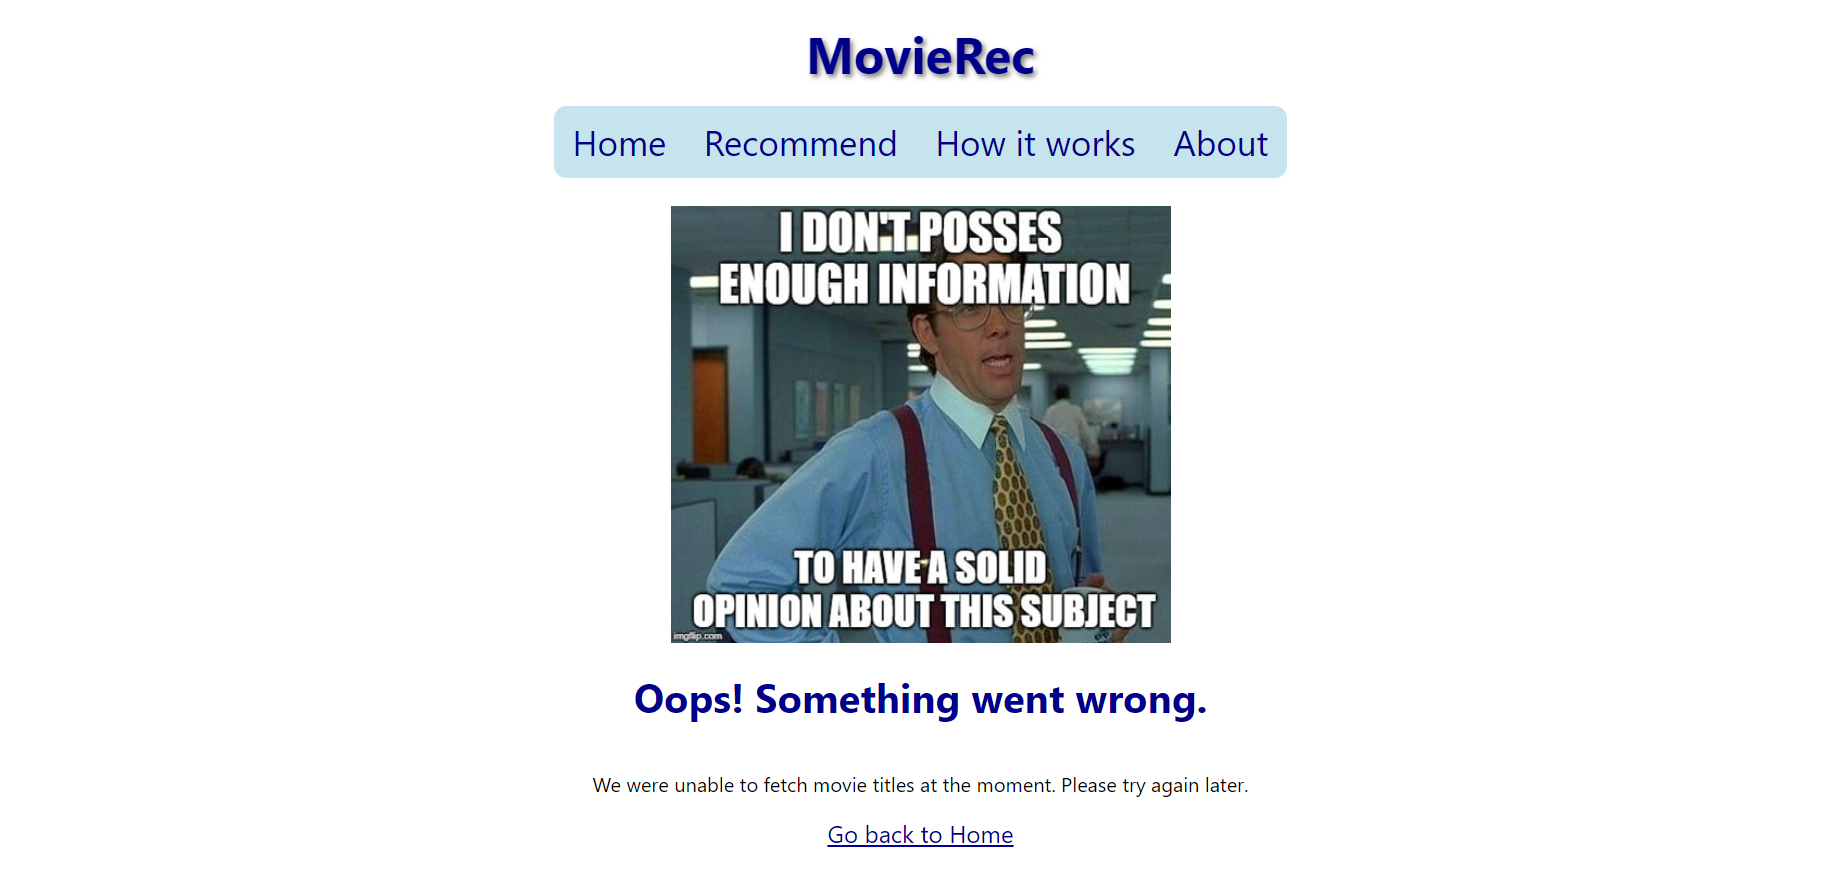 MovieRec
Home Recommend How it works About
I DON'T POSSES
ENOUGH INFORMATION
TO HAVE A SOLID
OPINION ABOUT THIS SUBJECT
imgflip.com
Oops! Something went wrong.
We were unable to fetch movie titles at the moment. Please try again later.
Go back to Home